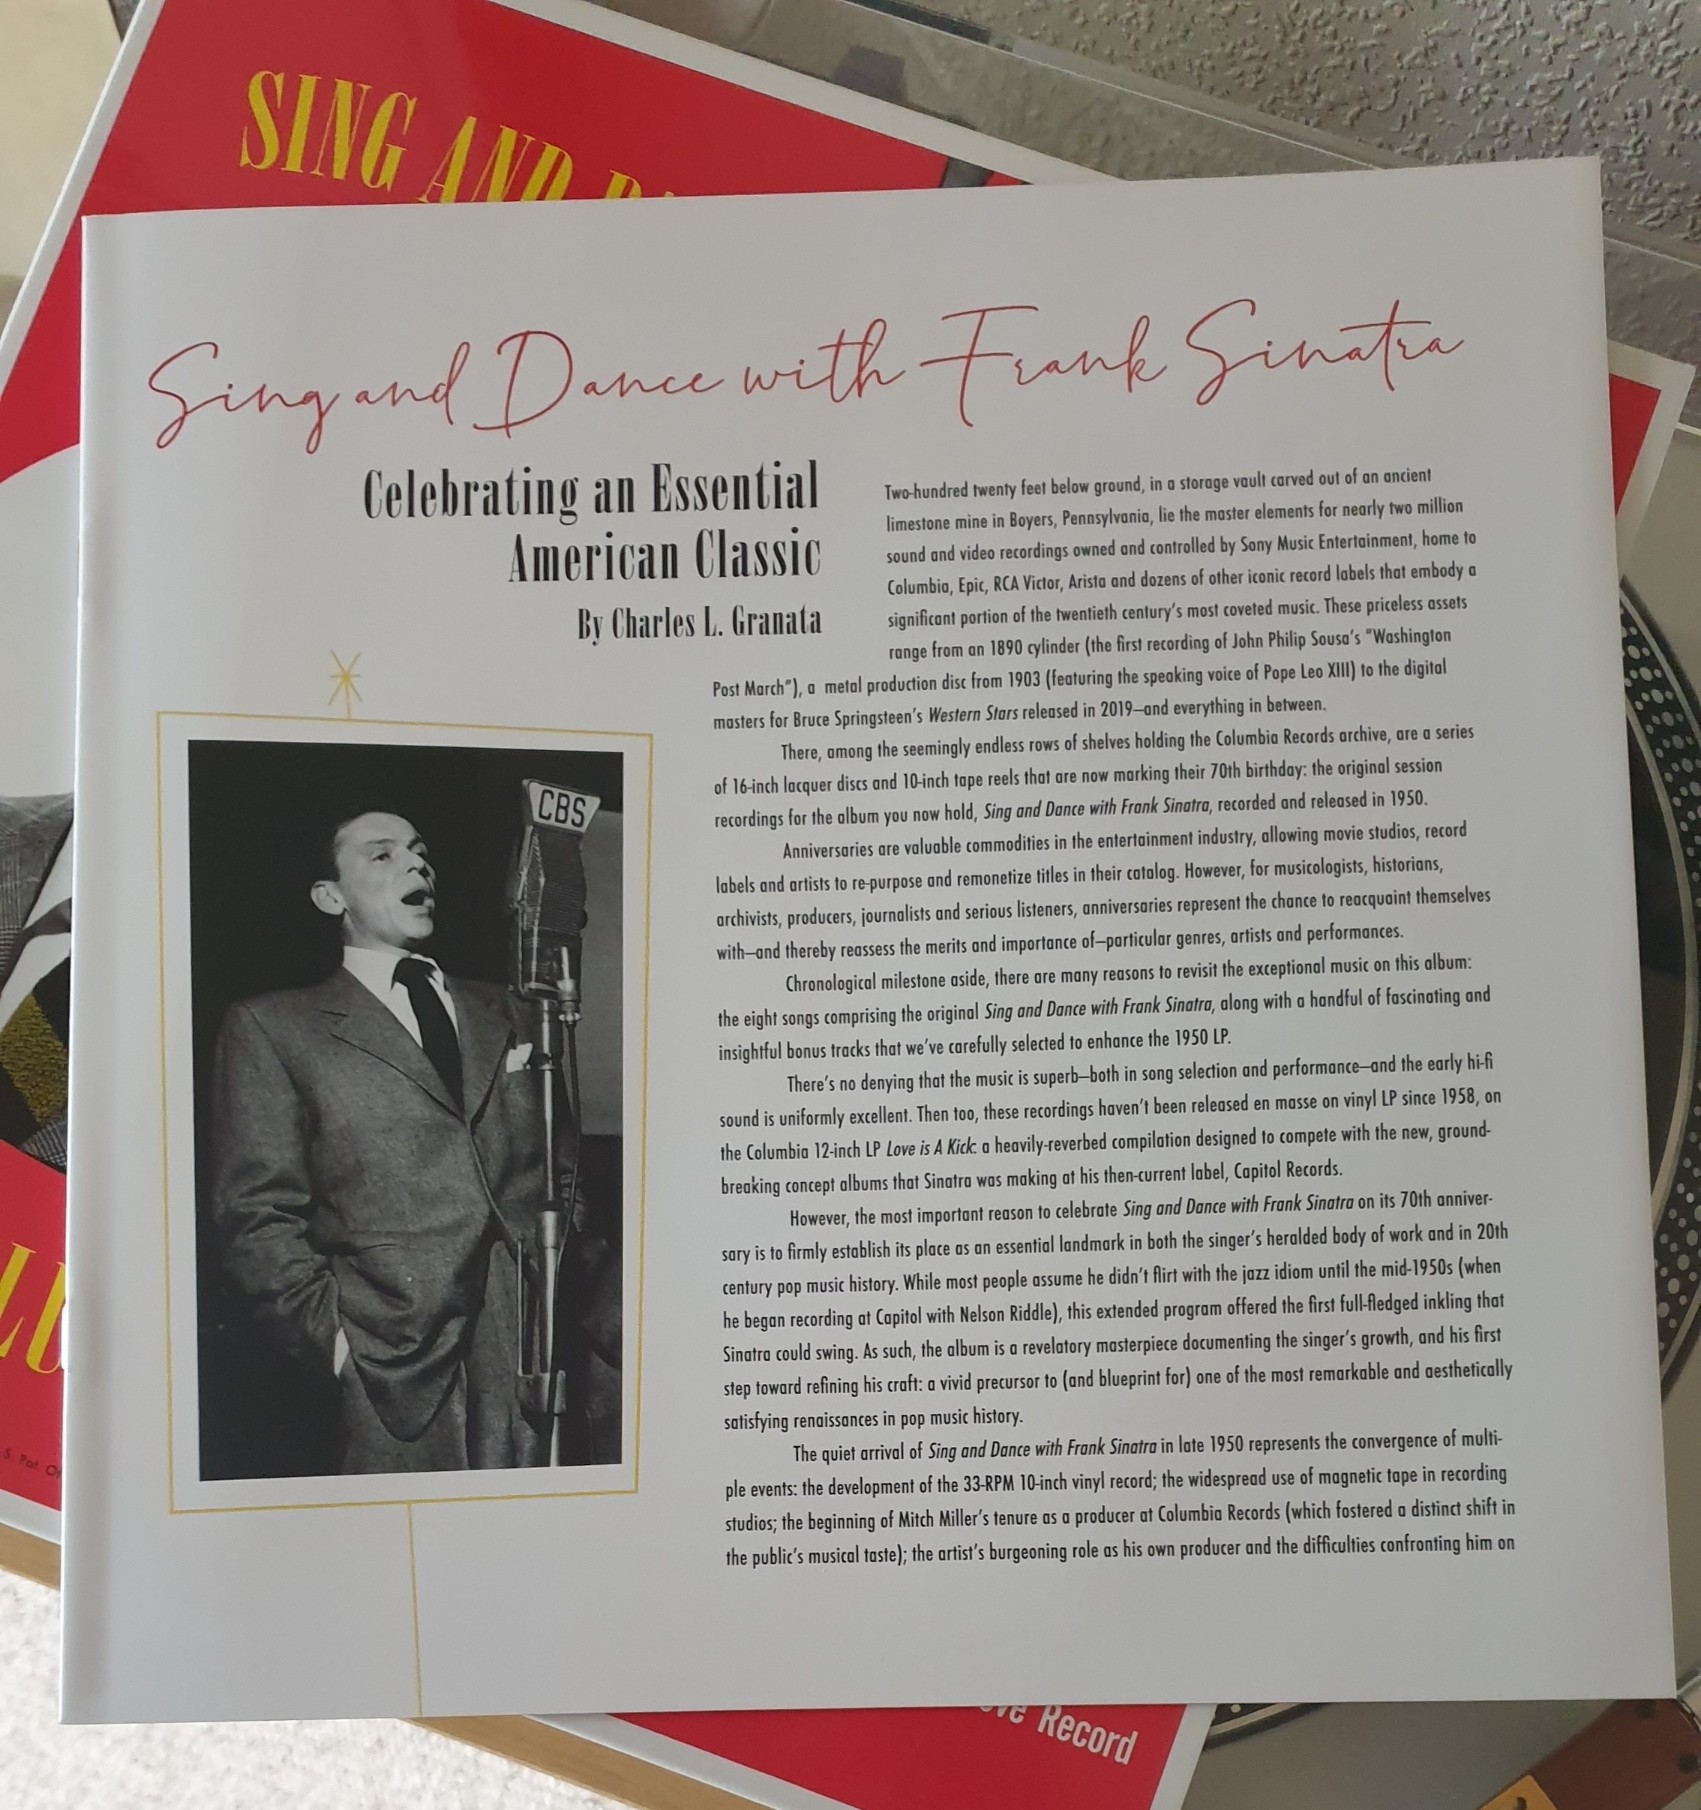 SING AND
Sing and Dance with Frank Sinatra
Celebrating an Essential
American Classic
By Charles L. Granata
CBS
Two-hundred twenty feet below ground, in a storage vault carved out of an ancient
limestone mine in Boyers, Pennsylvania, lie the master elements for nearly two million
sound and video recordings owned and controlled by Sony Music Entertainment, home to
Columbia, Epic, RCA Victor, Arista and dozens of other iconic record labels that embody a
significant portion of the twentieth century's most coveted music. These priceless assets
range from an 1890 cylinder (the first recording of John Philip Sousa's "Washington
Post March"), a metal production disc from 1903 (featuring the speaking voice of Pope Leo XIII) to the digital
masters for Bruce Springsteen's Western Stars released in 2019—and everything in between.
There, among the seemingly endless rows of shelves holding the Columbia Records archive, are a series
of 16-inch lacquer discs and 10-inch tape reels that are now marking their 70th birthday: the original session
recordings for the album you now hold, Sing and Dance with Frank Sinatra, recorded and released in 1950.
Anniversaries are valuable commodities in the entertainment industry, allowing movie studios, record
labels and artists to re-purpose and remonetize titles in their catalog. However, for musicologists, historians,
archivists, producers, journalists and serious listeners, anniversaries represent the chance to reacquaint themselves
with—and thereby reassess the merits and importance of—particular genres, artists and performances.
Chronological milestone aside, there are many reasons to revisit the exceptional music on this album:
the eight songs comprising the original Sing and Dance with Frank Sinatra, along with a handful of fascinating and
insightful bonus tracks that we've carefully selected to enhance the 1950 LP.
There's no denying that the music is superb—both in song selection and performance—and the early hi-fi
sound is uniformly excellent. Then too, these recordings haven't been released en masse on vinyl LP since 1958, on
the Columbia 12-inch LP Love is A Kick: a heavily-reverbed compilation designed to compete with the new, ground-
breaking concept albums that Sinatra was making at his then-current label, Capitol Records.
However, the most important reason to celebrate Sing and Dance with Frank Sinatra on its 70th anniver-
sary is to firmly establish its place as an essential landmark in both the singer's heralded body of work and in 20th
century pop music history. While most people assume he didn't flirt with the jazz idiom until the mid-1950s (when
he began recording at Capitol with Nelson Riddle), this extended program offered the first full-fledged inkling that
Sinatra could swing. As such, the album is a revelatory masterpiece documenting the singer's growth, and his first
step toward refining his craft: a vivid precursor to (and blueprint for) one of the most remarkable and aesthetically
satisfying renaissances in pop music history.
The quiet arrival of Sing and Dance with Frank Sinatra in late 1950 represents the convergence of multi-
ple events: the development of the 33-RPM 10-inch vinyl record; the widespread use of magnetic tape in recording
studios; the beginning of Mitch Miller's tenure as a producer at Columbia Records (which fostered a distinct shift in
the public's musical taste); the artist's burgeoning role as his own producer and the difficulties confronting him on
Record